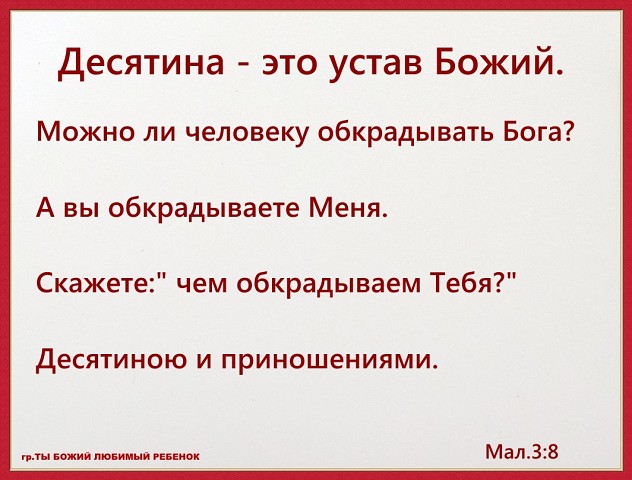 Десятина - это устав Божий.
Можно ли человеку обкрадывать Бога?
А вы обкрадываете Меня.
Скажете:" чем обкрадываем Тебя?"
Десятиною и приношениями.
Мал.3:8
гр.ТЫ БОЖИЙ ЛЮБИМЫЙ РЕБЕНОК